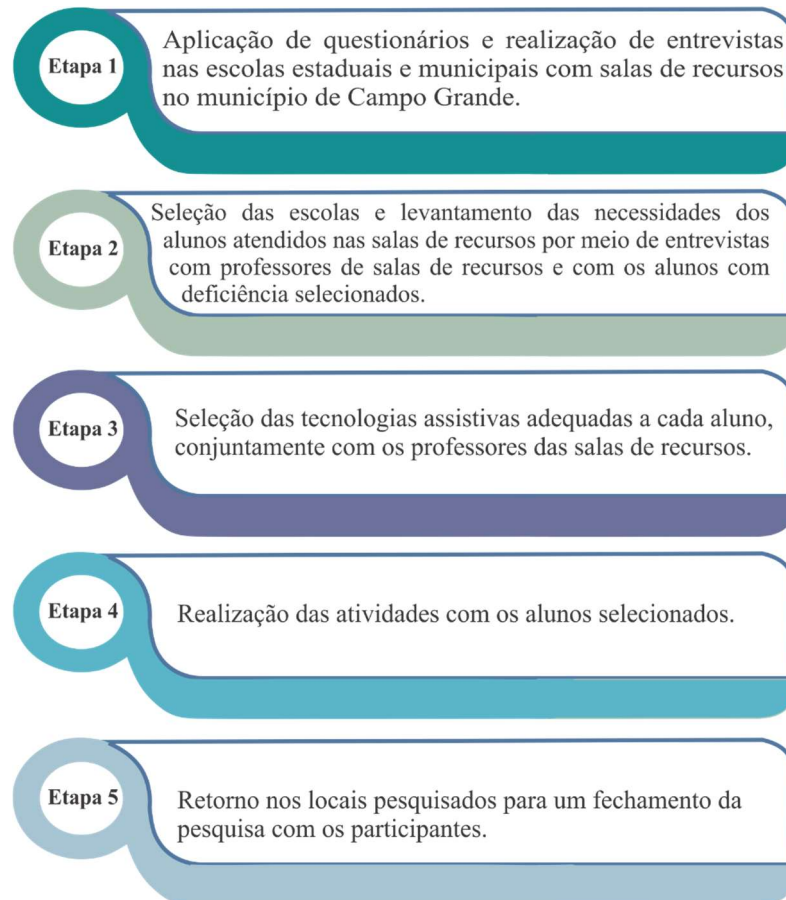 Etapa 1
Aplicação de questionários e realização de entrevistas
nas escolas estaduais e municipais com salas de recursos
no município de Campo Grande.
Etapa 2
Seleção das escolas e levantamento das necessidades dos
alunos atendidos nas salas de recursos por meio de entrevistas
com professores de salas de recursos e com os alunos com
deficiência selecionados.
Etapa 3
Seleção das tecnologias assistivas adequadas a cada aluno,
conjuntamente com os professores das salas de recursos.
Etapa 4
Realização das atividades com os alunos selecionados.
Etapa 5
Retorno nos locais pesquisados para um fechamento da
pesquisa com os participantes.